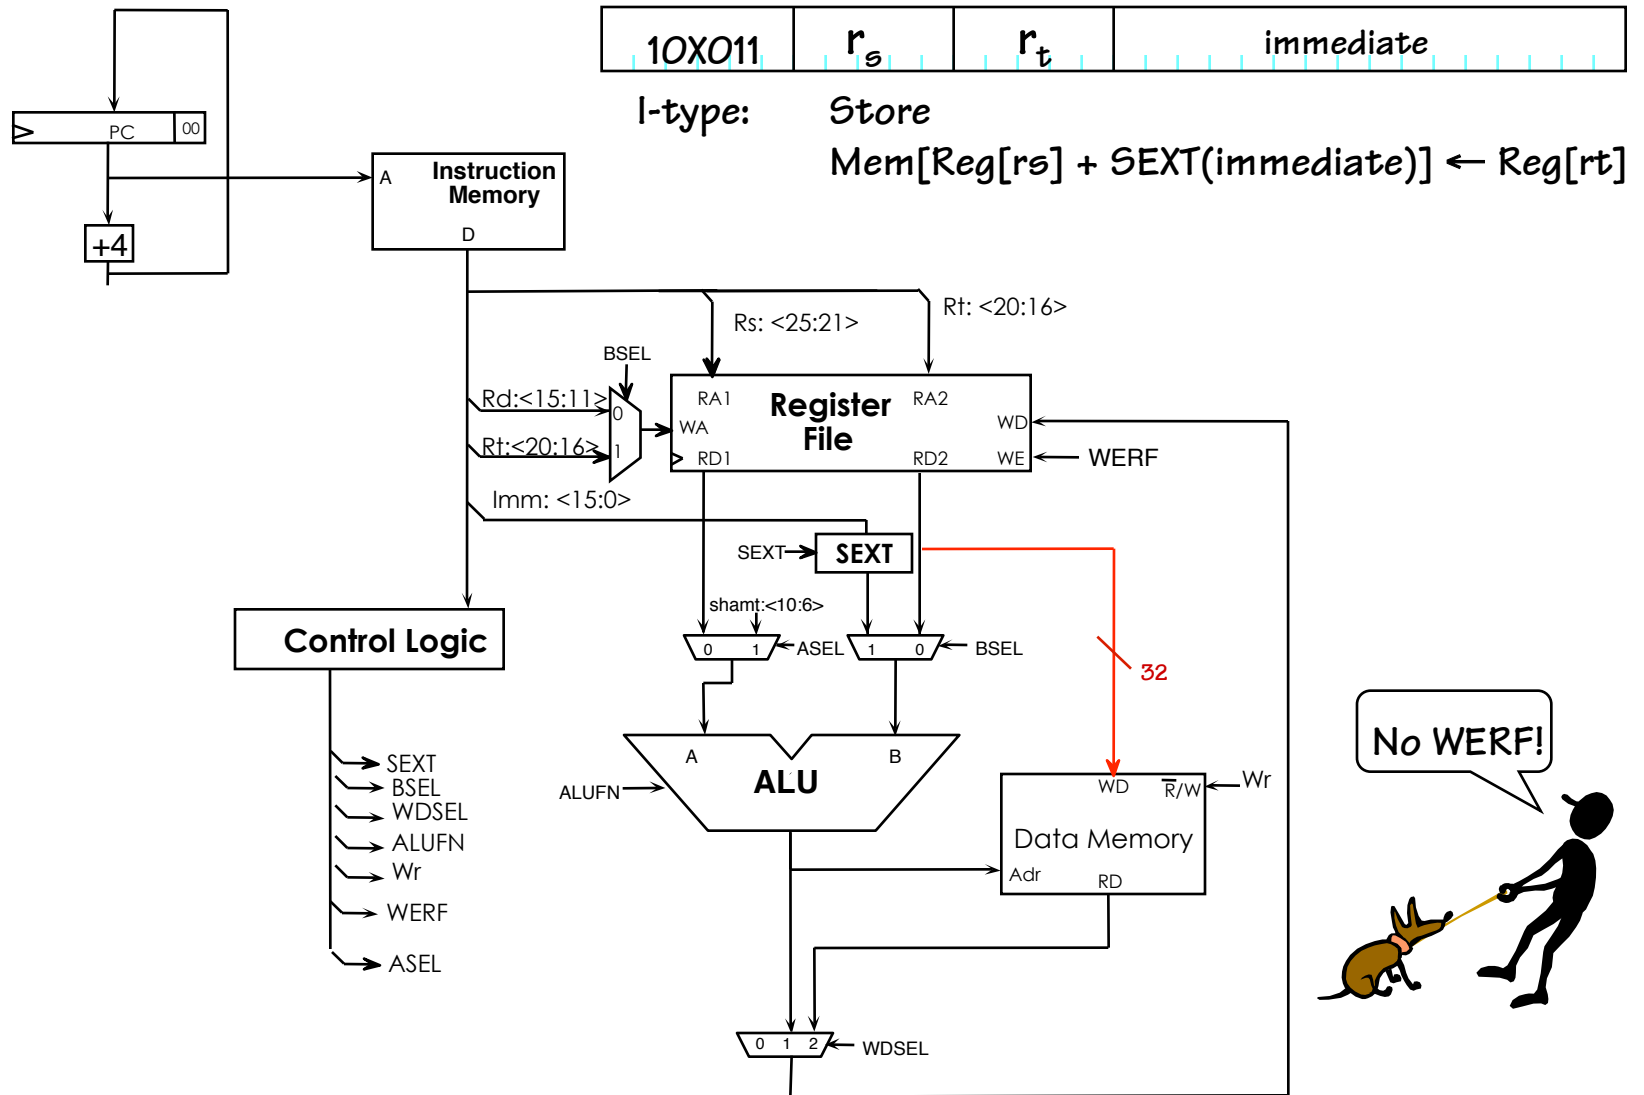 10X011 rs rt immediate
I-type: Store
Mem[Reg[rs] + SEXT(immediate)] ← Reg[rt]
PC 00
+4
A Instruction
Memory
D
Rs: <25:21>
Rt: <20:16>
BSEL
Rd:<15:11>
0
Rt:<20:16>
1
RA1 Register RA2
File
WA
WD
RD1 RD2 WE
WERF
Imm: <15:0>
SEXT
SEXT
shamt:<10:6>
0 1
ASEL
1 0
BSEL
32
Control Logic
SEXT
BSEL
WDSEL
ALUFN
Wr
WERF
ASEL
A B
ALU
ALUFN
WD R̅/W
Wr
Data Memory
Adr RD
0 1 2
WDSEL
No WERF!